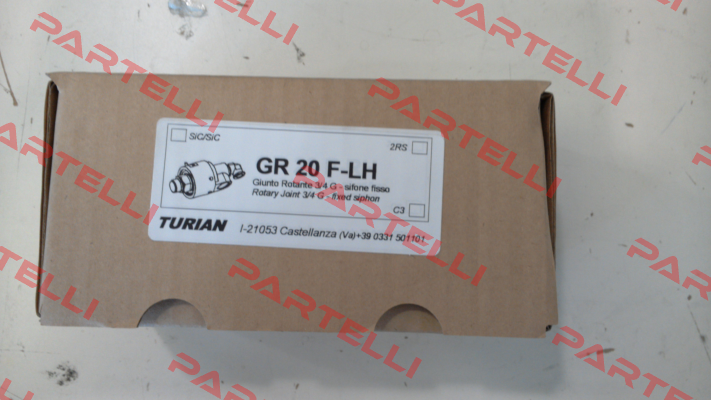 SiC/SiC
2RS
GR 20 F-LH
Giunto Rotante 3/4 G - sifone fisso
Rotary Joint 3/4 G - fixed siphon
C3
TURIAN
I-21053 Castellanza (Va)+39 0331 501101
PARTELLI
PARTELLI
PARTELLI
PARTELLI
PARTELLI
PARTELLI
PARTELLI
PARTELLI